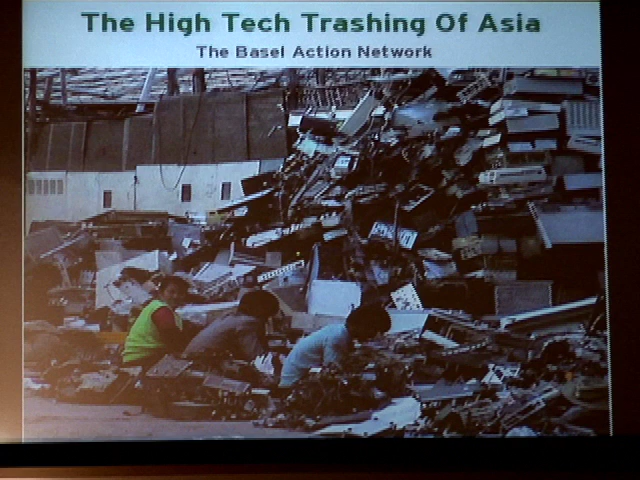 The High Tech Trashing Of Asia
The Basel Action Network